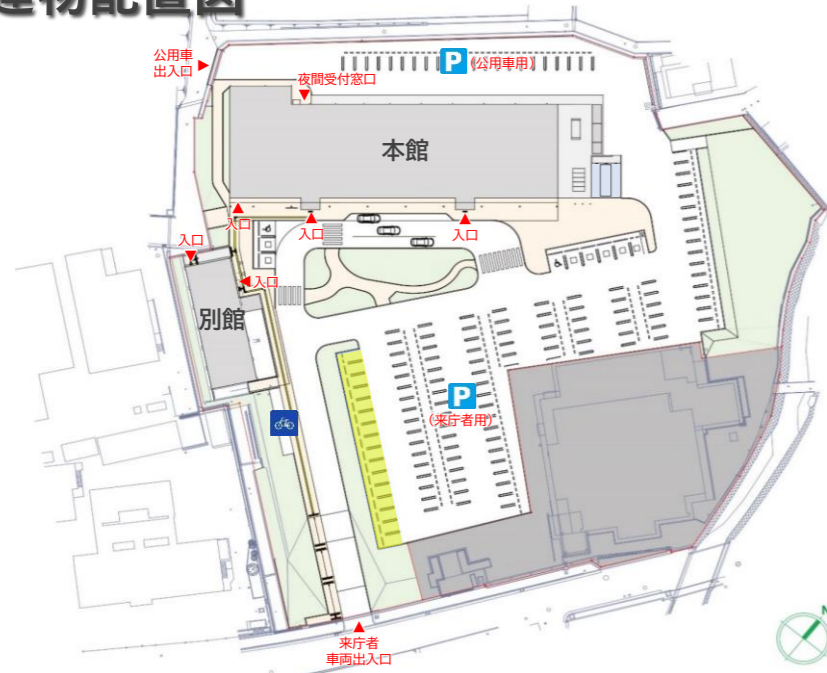 建物配置図
公用車
出入口
P (公用車用)
夜間受付窓口
本館
入口
入口
入口
入口
入口
別館
P
(来庁者用)
来庁者
車両出入口
N